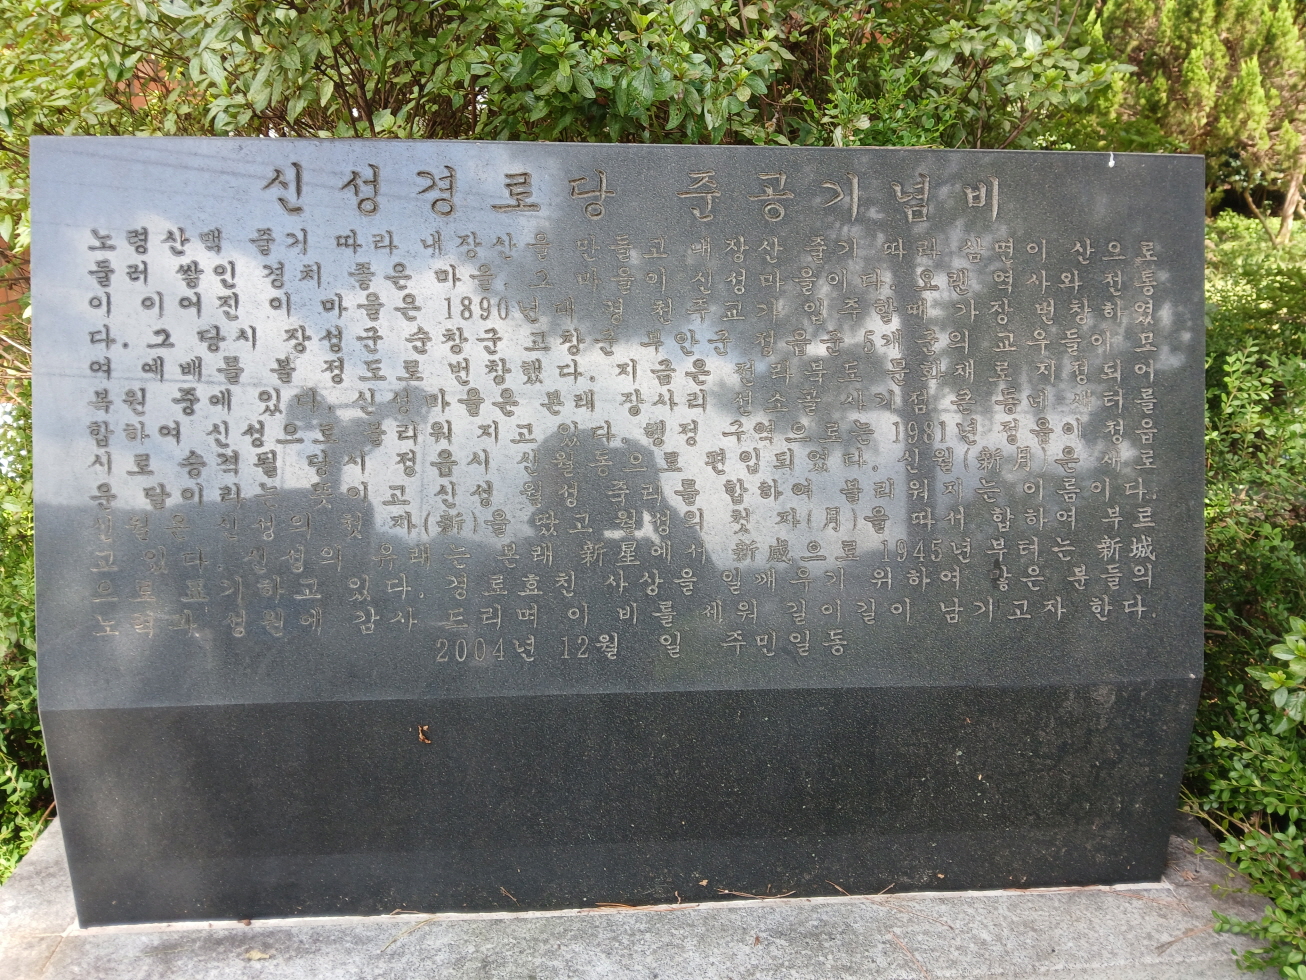 신성경로당 준공기념비
노령산맥 줄기 따라 내장산을 만들고 내장산 줄기 따라 삼면이 산으로
둘러 쌈인 경치 좋은 마을. 그 마을이 신성마을이다. 오랜 역사와 전통
이 이어진 이 마을은 1890년대 경 천주교가 입주할때 가장 번창하였
다. 그 당시 장성군 순창군 고창군 부안군 정읍군 5개 군의 교우들이 모
여 예배를 볼 정도로 번창했다. 지금은 전라북도 문화재로 지정되어
복원 중에 있다. 신성마을은 본래 장사리 선소골 사기점 큰 동네 새터를
합하여 신성으로 불리워 지고 있다. 행정 구역으로는 1981년 정읍이 정읍
시로 승격될 당시 정읍시 신월동으로 편입되었다. 신월(新月)은 새로
운 달이라는 뜻이고 신성 월성 죽리를 합하여 불리워지는 이름이다.
신월은 신성의 첫 자(新)을 땄고 월성의 첫 자(月)을 따서 합하여 부르
고 있다. 신성의 유래는 본래 新星에서 으로 1945년부터는 新城
으로 표기하고 있다. 경로효친 사상을 일깨우기 위하여 많은 분들의
노력과 성원에 감사 드리며 이 비를 세워 길이길이 남기고자 한다.
2004년 12월 일 주민일동